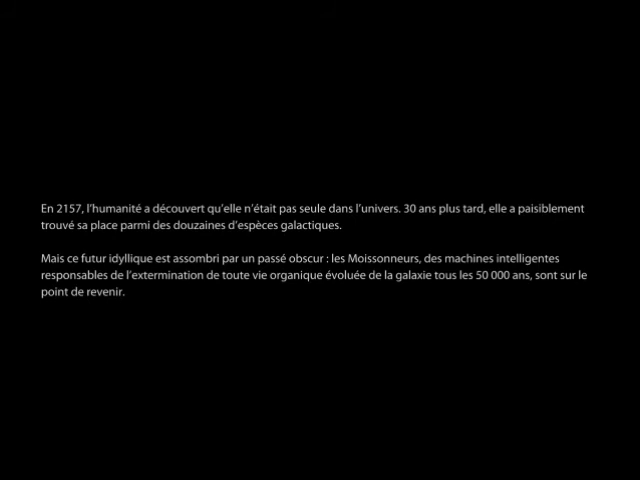 En 2157, l'humanité a découvert qu'elle n'était pas seule dans l'univers. 30 ans plus tard, elle a paisiblement
trouvé sa place parmi des douzaines d'espèces galactiques.
Mais ce futur idyllique est assombri par un passé obscur : les Moissonneurs, des machines intelligentes
responsables de l'extermination de toute vie organique évoluée de la galaxie tous les 50 000 ans, sont sur le
point de revenir.